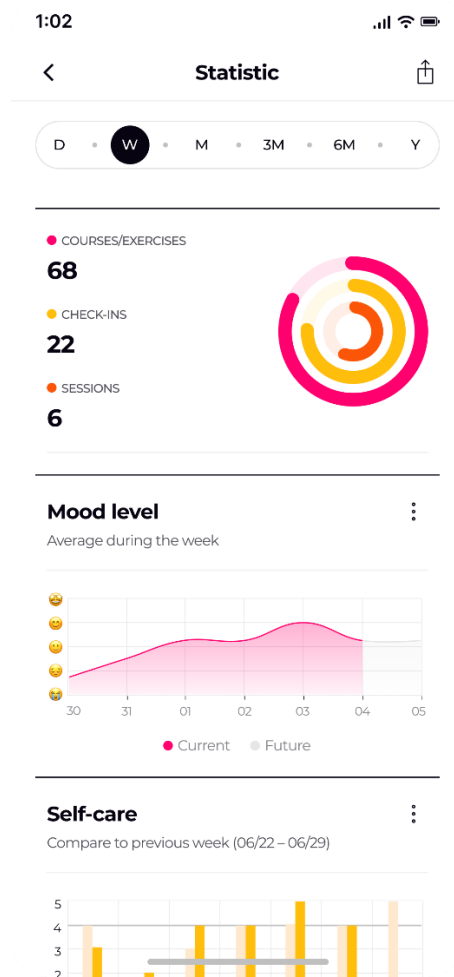 1:02
Statistic
D W M 3M 6M Y
COURSES/EXERCISES
68
CHECK-INS
22
SESSIONS
6
Mood level
Average during the week
30 31 01 02 03 04 05
Current Future
Self-care
Compare to previous week (06/22 – 06/29)
5
4
3
2